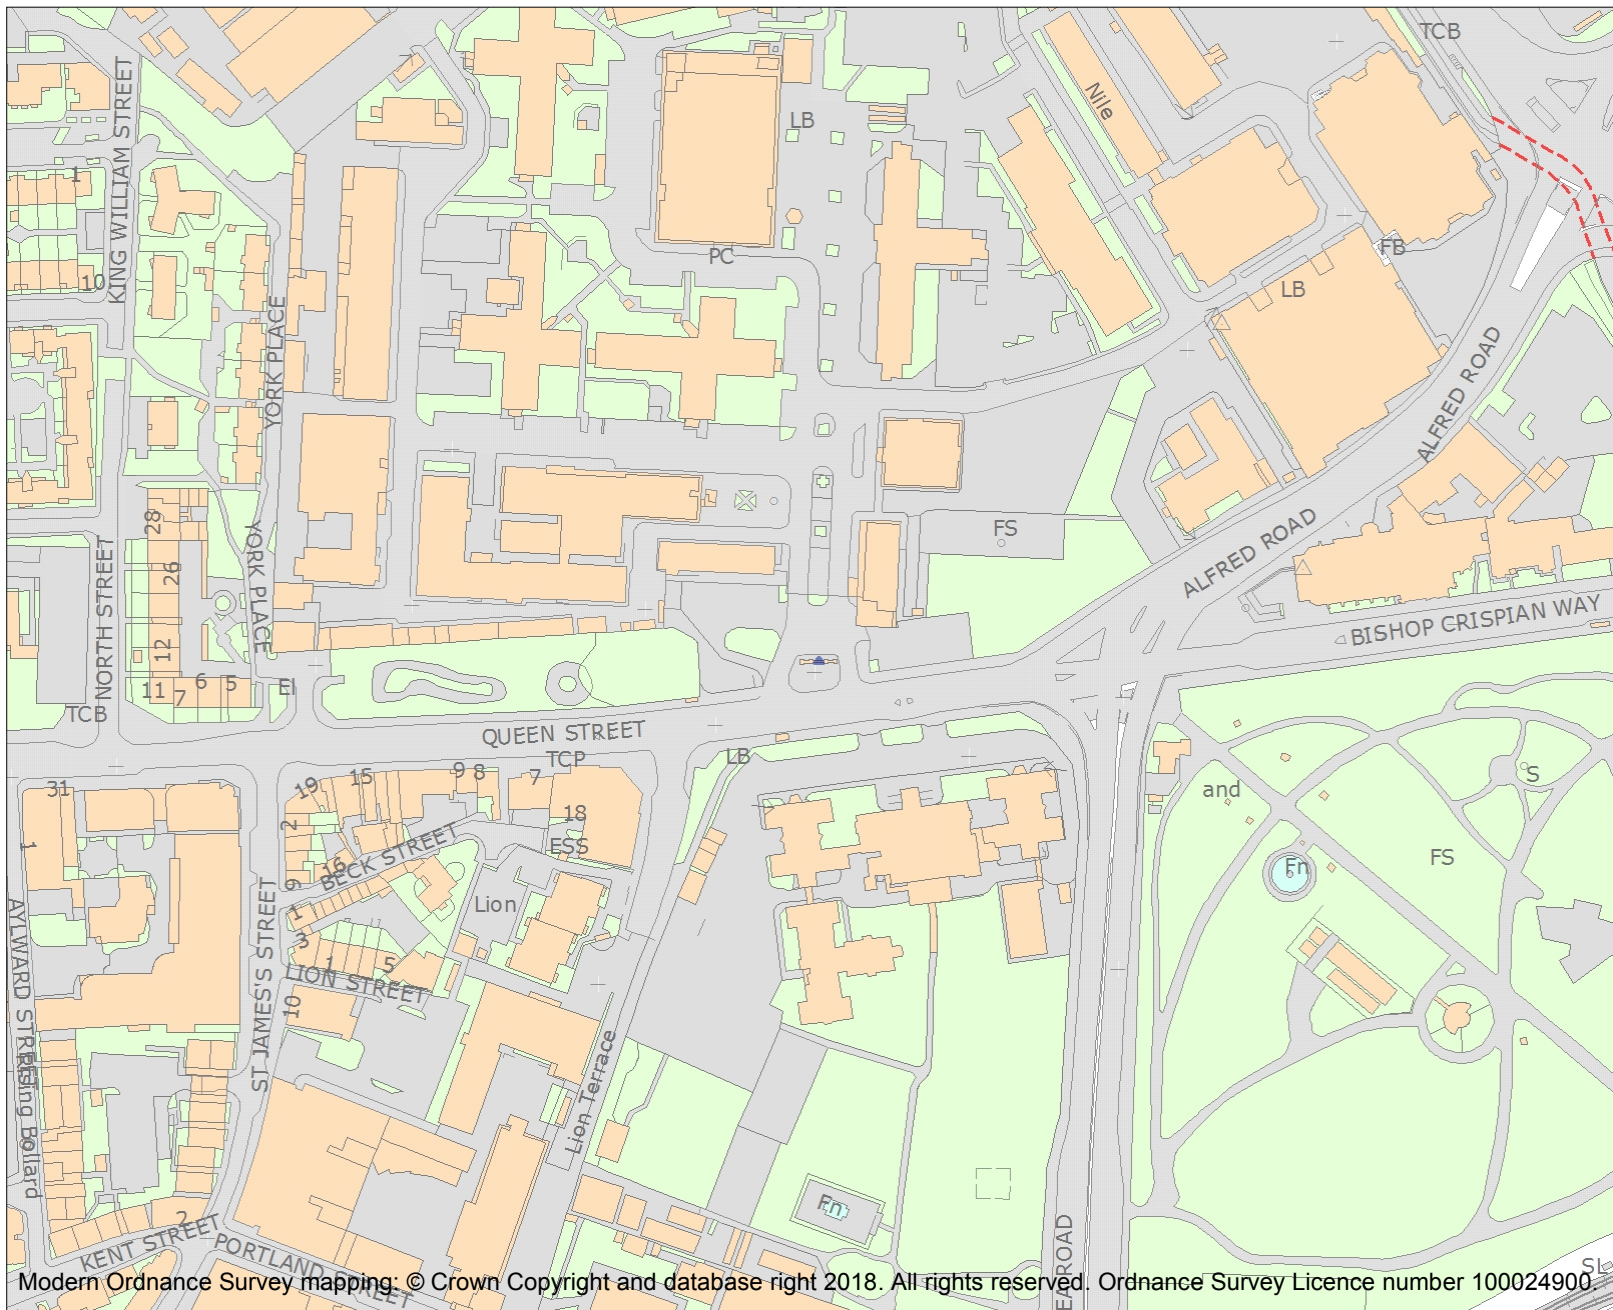 TCB
KING WILLIAM STREET
Nile
LB
1
PC
FB
10
LB
YORK PLACE
ALFRED ROAD
28
FS
ALFRED ROAD
26
YORK PLACE
NORTH STREET
BISHOP CRISPIAN WAY
12
11
7
6
5
El
TCB
QUEEN STREET
TCP
LB
31
19
15
9
8
7
S
and
18
2
ESS
1
16
BECK STREET
FS
Fn
6
Lion
1
3
1
5
LION STREET
10
AYLWARD STREET
ST JAMES'S STREET
Rising Bollard
Lion Terrace
Fn
2
KENT STREET
PORTLAND STREET
EA ROAD
SL
Modern Ordnance Survey mapping: © Crown Copyright and database right 2018. All rights reserved. Ordnance Survey Licence number 100024900.